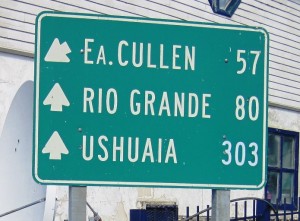 Ea. CULLEN 57
RIO GRANDE 80
USHUAIA 303